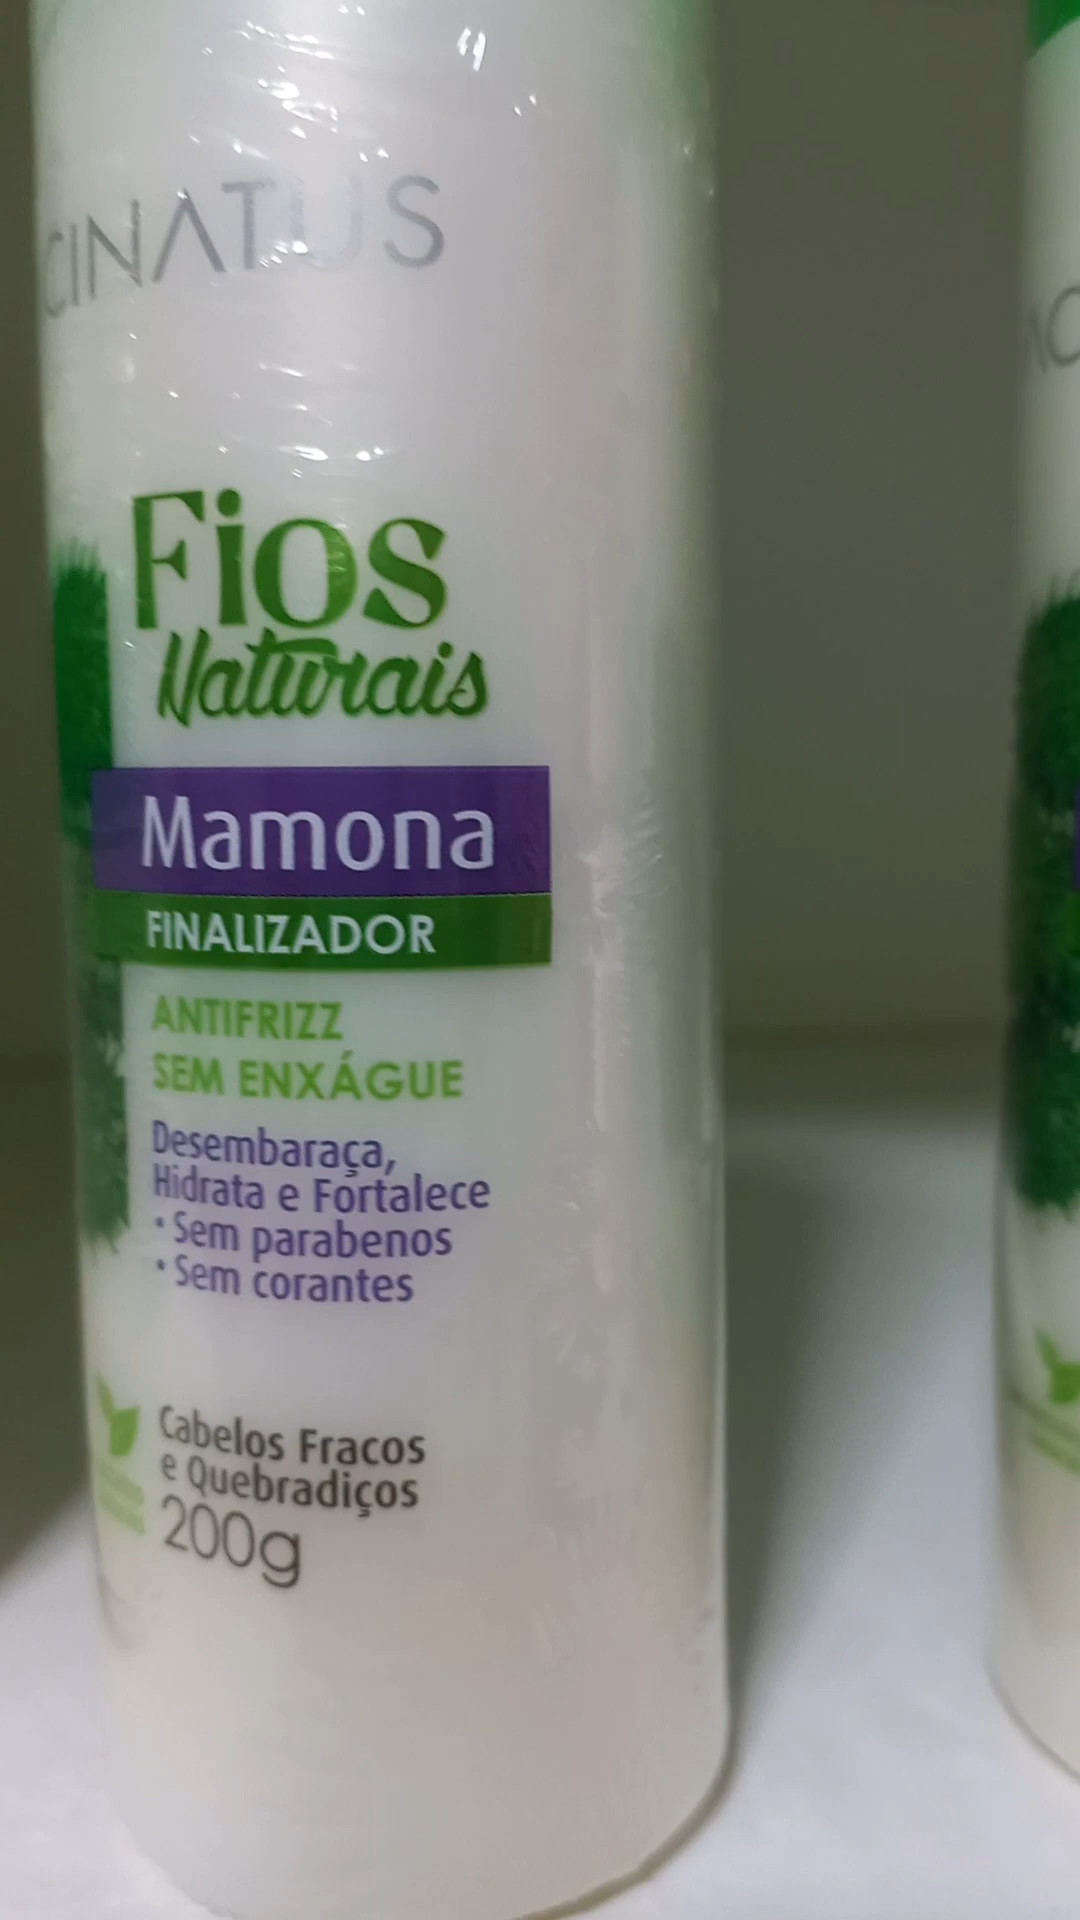 CINATUS
Fios
Naturais
Mamona
FINALIZADOR
ANTIFRIZZ
SEM ENXÁGUE
Desembaraça,
Hidrata e Fortalece
• Sem parabenos
• Sem corantes
Cabelos Fracos
e Quebradiços
200g